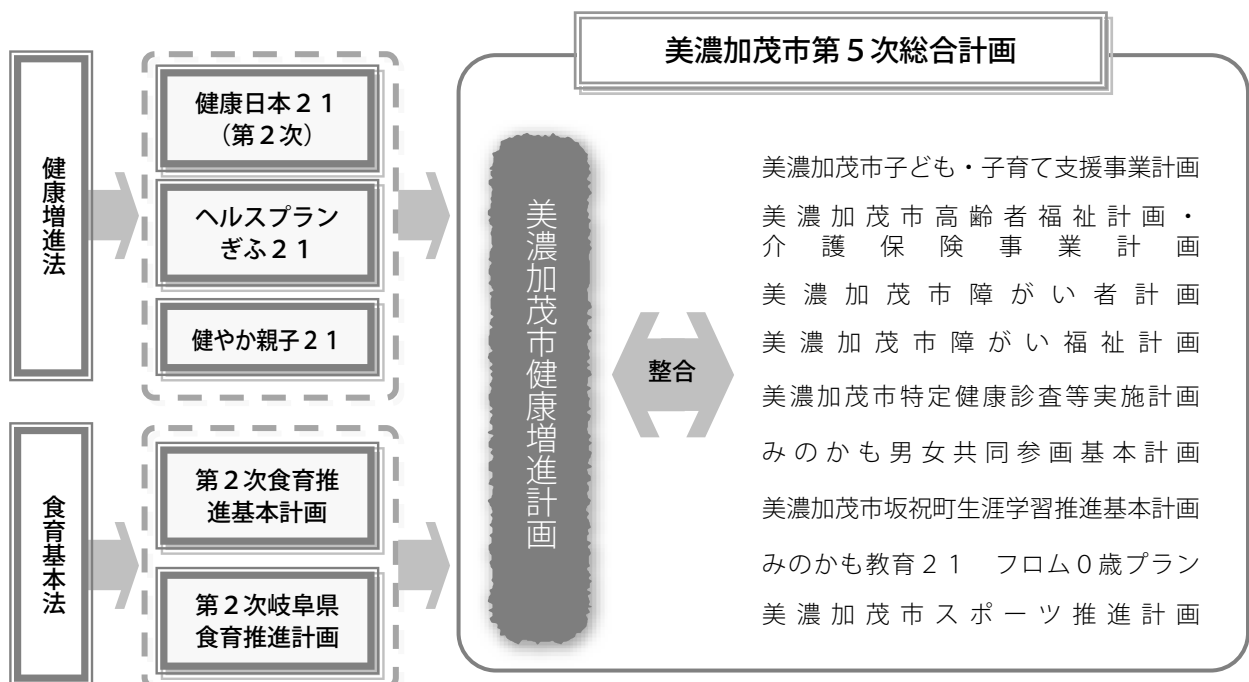 美濃加茂市第５次総合計画
健康増進法
健康日本２１
（第２次）
ヘルスプラン
ぎふ２１
健やか親子２１
食育基本法
第２次食育推
進基本計画
第２次岐阜県
食育推進計画
美濃加茂市健康増進計画
整合
美濃加茂市子ども・子育て支援事業計画
美濃加茂市高齢者福祉計画・
介護保険事業計画
美濃加茂市障がい者計画
美濃加茂市障がい福祉計画
美濃加茂市特定健康診査等実施計画
みのかも男女共同参画基本計画
美濃加茂市坂祝町生涯学習推進基本計画
みのかも教育２１　フロム０歳プラン
美濃加茂市スポーツ推進計画